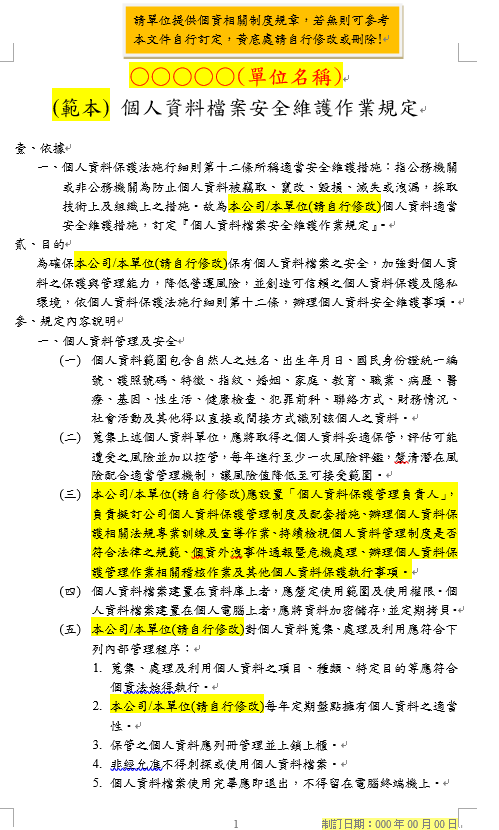 請單位提供個資相關制度規章，若無則可參考
本文件自行訂定，黃底處請自行修改或刪除!
○○○○○(單位名稱)
(範本) 個人資料檔案安全維護作業規定
壹、依據
一、個人資料保護法施行細則第十二條所稱適當安全維護措施：指公務機關
或非公務機關為防止個人資料被竊取、竄改、毀損、滅失或洩漏，採取
技術上及組織上之措施。故為本公司/本單位(請自行修改)個人資料適當
安全維護措施，訂定『個人資料檔案安全維護作業規定』。
貳、目的
為確保本公司/本單位(請自行修改)保有個人資料檔案之安全，加強對個人資
料之保護與管理能力，降低營運風險，並創造可信賴之個人資料保護及隱私
環境，依個人資料保護法施行細則第十二條，辦理個人資料安全維護事項。
參、規定內容說明
一、個人資料管理及安全
(一) 個人資料範圍包含自然人之姓名、出生年月日、國民身份證統一編
號、護照號碼、特徵、指紋、婚姻、家庭、教育、職業、病歷、醫
療、基因、性生活、健康檢查、犯罪前科、聯絡方式、財務情況、
社會活動及其他得以直接或間接方式識別該個人之資料。
(二) 蒐集上述個人資料單位，應將取得之個人資料妥適保管，評估可能
遭受之風險並加以控管，每年進行至少一次風險評鑑，釐清潛在風
險配合適當管理機制，讓風險值降低至可接受範圍。
(三) 本公司/本單位(請自行修改)應設置「個人資料保護管理負責人」，
負責擬訂公司個人資料保護管理制度及配套措施、辦理個人資料保
護相關法規專業訓練及宣導作業、持續檢視個人資料管理制度是否
符合法律之規範、個資外洩事件通報暨危機處理、辦理個人資料保
護管理作業相關稽核作業及其他個人資料保護執行事項。
(四) 個人資料檔案建置在資料庫上者，應釐定使用範圍及使用權限。個
人資料檔案建置在個人電腦上者，應將資料加密儲存，並定期拷貝。
(五) 本公司/本單位(請自行修改)對個人資料蒐集、處理及利用應符合下
列內部管理程序：
1. 蒐集、處理及利用個人資料之項目、種類、特定目的等應符合
個資法始得執行。
2. 本公司/本單位(請自行修改)每年定期盤點擁有個人資料之適當
性。
3. 保管之個人資料應列冊管理並上鎖上櫃。
4. 非經允准不得刺探或使用個人資料檔案。
5. 個人資料檔案使用完畢應即退出，不得留在電腦終端機上。
1
制訂日期：000 年 00 月 00 日